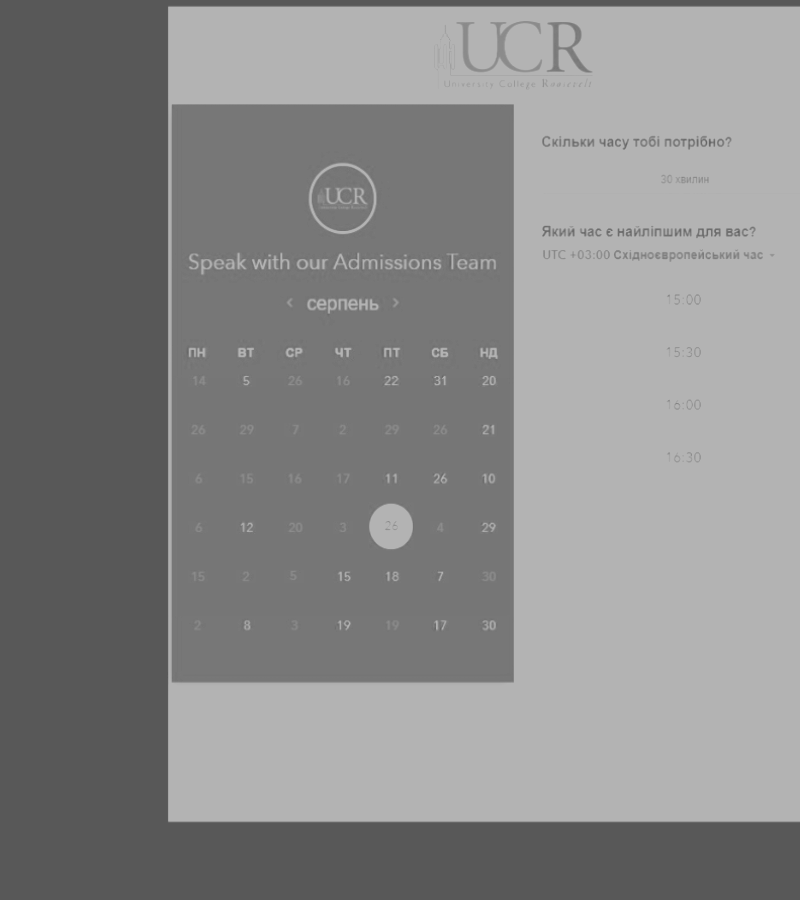 UCR
University College Roosevelt
UCR
Speak with our Admissions Team
< серпень >
ПН ВТ СР ЧТ ПТ СБ НД
14 5 26 16 22 31 20
26 29 7 2 29 26 21
6 15 16 17 11 26 10
6 12 20 3 26 4 29
15 2 5 15 18 7 30
2 8 3 19 19 17 30
Скільки часу тобі потрібно?
30 хвилин
Який час є найліпшим для вас?
UTC +03:00 Східноєвропейський час
15:00
15:30
16:00
16:30